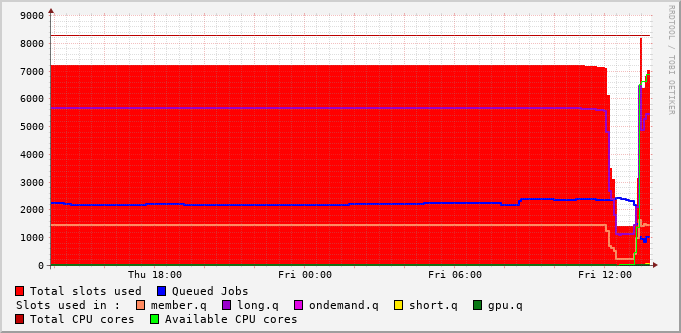 9000
8000
7000
6000
5000
4000
3000
2000
1000
0
Thu 18:00 Fri 00:00 Fri 06:00 Fri 12:00
Total slots used Queued Jobs
Slots used in : member.q long.q ondemand.q short.q gpu.q
Total CPU cores Available CPU cores
RRDTOOL / TOBI OETIKER